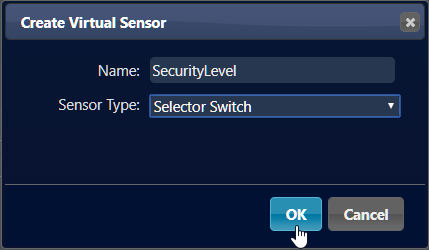 Create Virtual Sensor
Name: SecurityLevel
Sensor Type: Selector Switch
OK Cancel